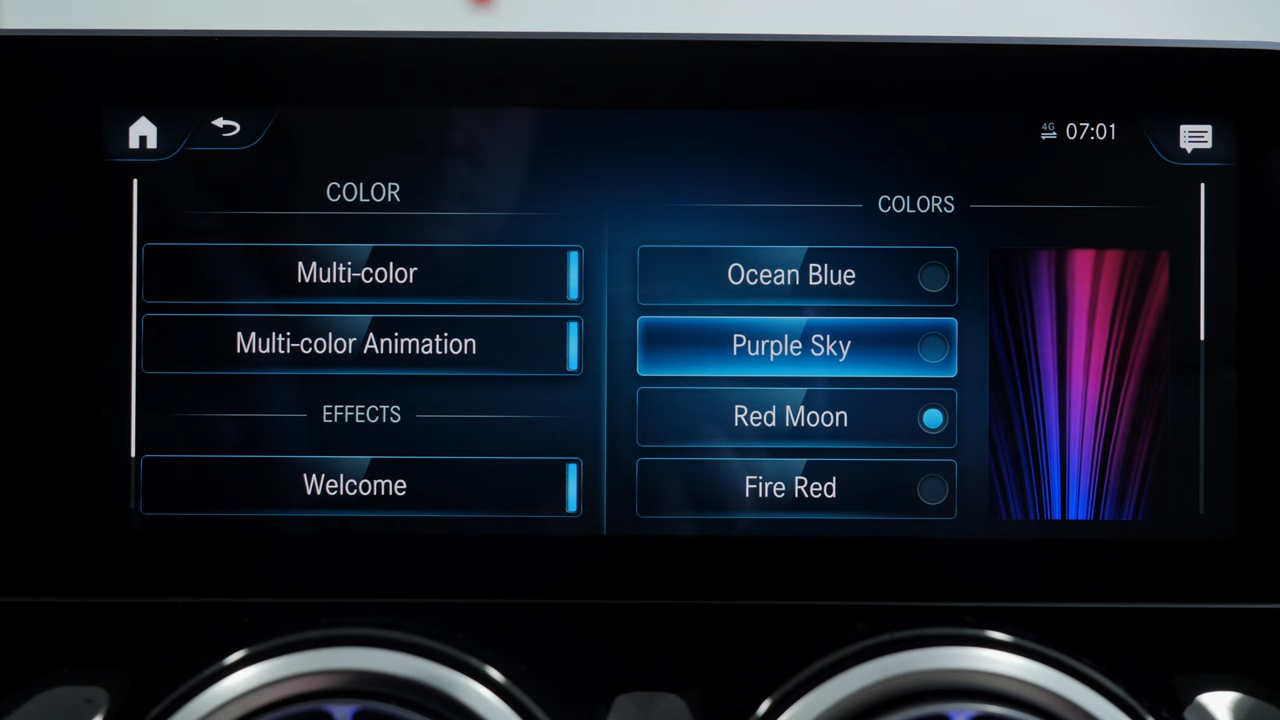 4G 07:01
COLOR
Multi-color
Multi-color Animation
EFFECTS
Welcome
COLORS
Ocean Blue
Purple Sky
Red Moon
Fire Red